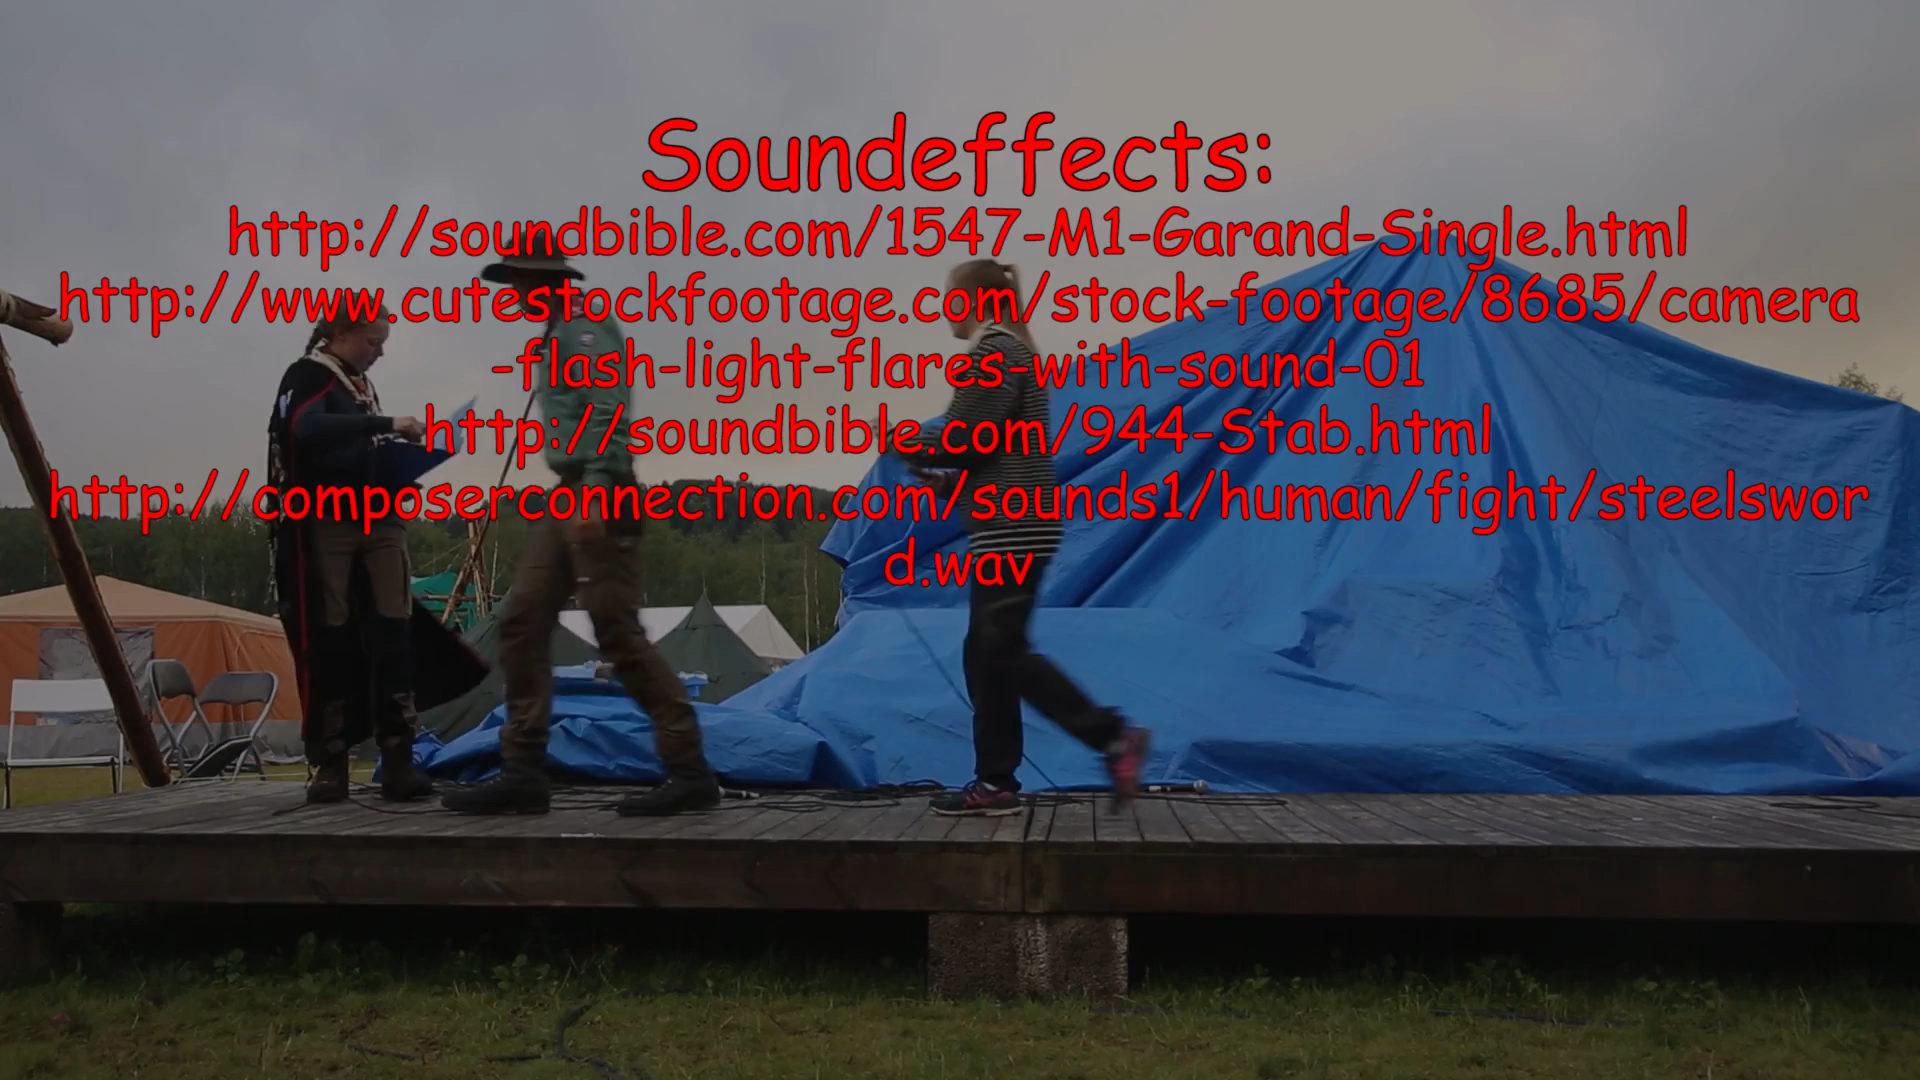 Soundeffects:
http://soundbible.com/1547-M1-Garand-Single.html
http://www.cutestockfootage.com/stock-footage/8685/camera
-flash-light-flares-with-sound-01
http://soundbible.com/944-Stab.html
http://composerconnection.com/sounds1/human/fight/steelswor
d.wav